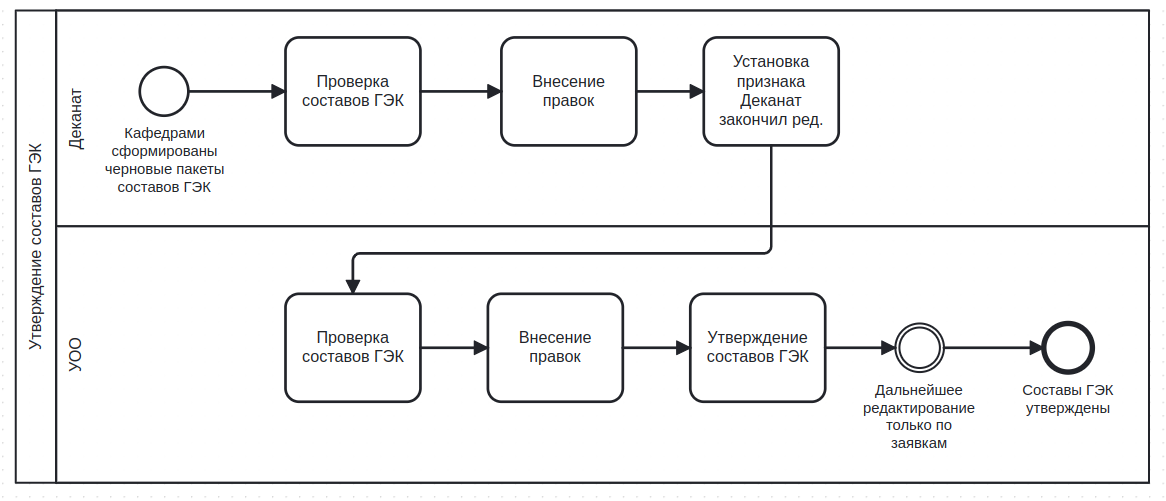 Утверждение составов ГЭК
Деканат
Кафедрами
сформированы
черновые пакеты
составов ГЭК
Проверка
составов ГЭК
Внесение
правок
Установка
признака
Деканат
закончил ред.
УОО
Проверка
составов ГЭК
Внесение
правок
Утверждение
составов ГЭК
Дальнейшее
редактирование
только по
заявкам
Составы ГЭК
утверждены